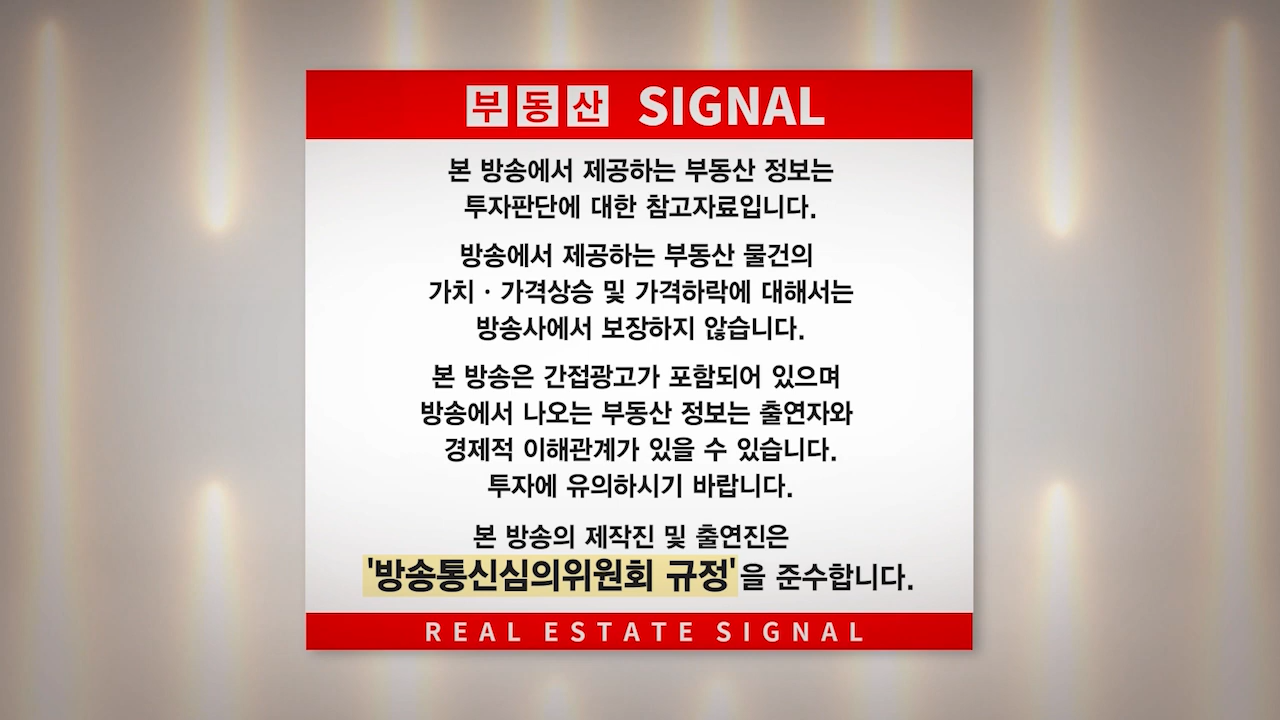 부동산 SIGNAL
본 방송에서 제공하는 부동산 정보는
투자판단에 대한 참고자료입니다.
방송에서 제공하는 부동산 물건의
가치 · 가격상승 및 가격하락에 대해서는
방송사에서 보장하지 않습니다.
본 방송은 간접광고가 포함되어 있으며
방송에서 나오는 부동산 정보는 출연자와
경제적 이해관계가 있을 수 있습니다.
투자에 유의하시기 바랍니다.
본 방송의 제작진 및 출연진은
'방송통신심의위원회 규정'을 준수합니다.
REAL ESTATE SIGNAL